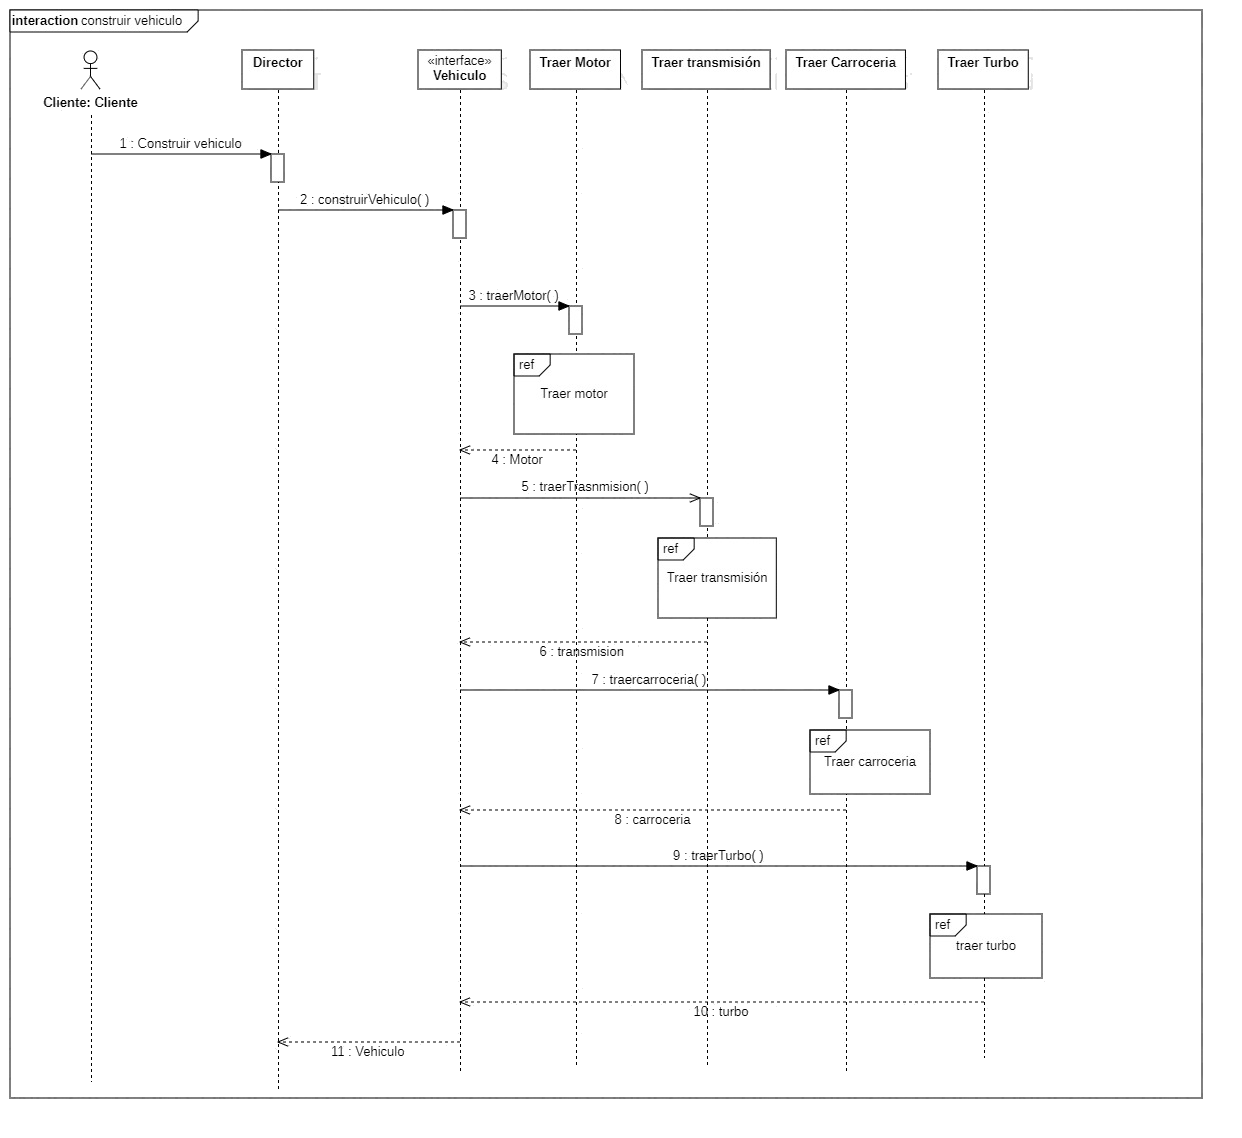 interaction construir vehiculo
Cliente: Cliente
Director
«interface»
Vehiculo
Traer Motor
Traer transmisión
Traer Carroceria
Traer Turbo
1 : Construir vehiculo
2 : construirVehiculo( )
3 : traerMotor( )
ref
Traer motor
4 : Motor
5 : traerTrasnmision( )
ref
Traer transmisión
6 : transmision
7 : traercarroceria( )
ref
Traer carroceria
8 : carroceria
9 : traerTurbo( )
ref
traer turbo
10 : turbo
11 : Vehiculo